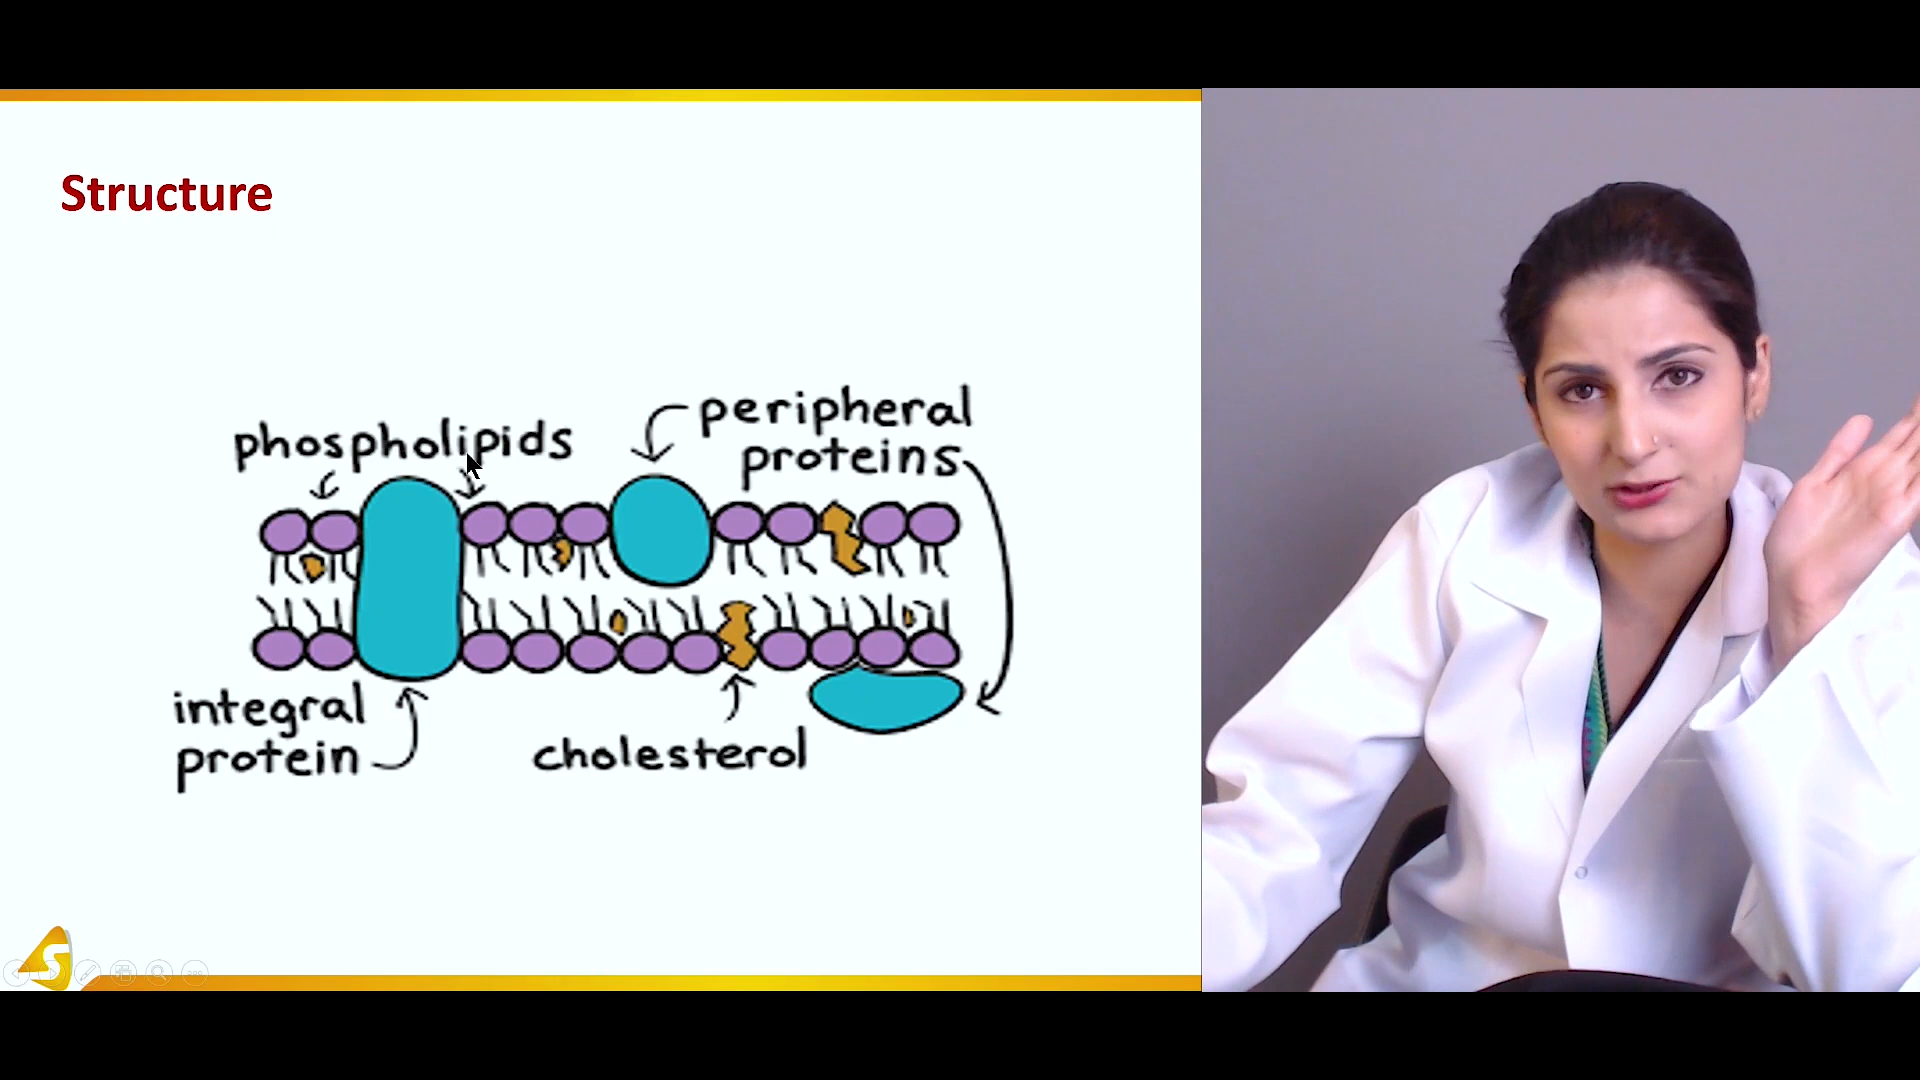 Structure
phospholipids
peripheral
proteins
integral
protein
cholesterol
S